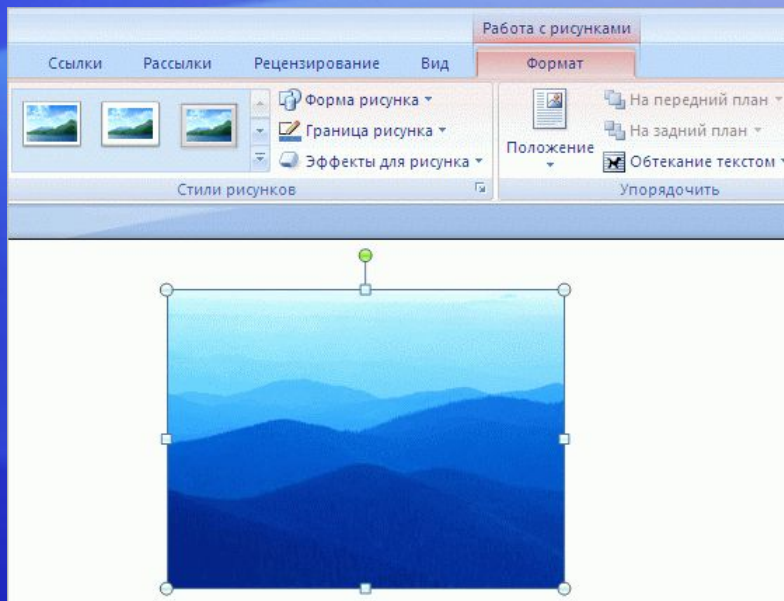 Работа с рисунками
Ссылки Рассылки Рецензирование Вид Формат
Форма рисунка
Граница рисунка
Эффекты для рисунка
Стили рисунков
Положение
На передний план
На задний план
Обтекание текстом
Упорядочить